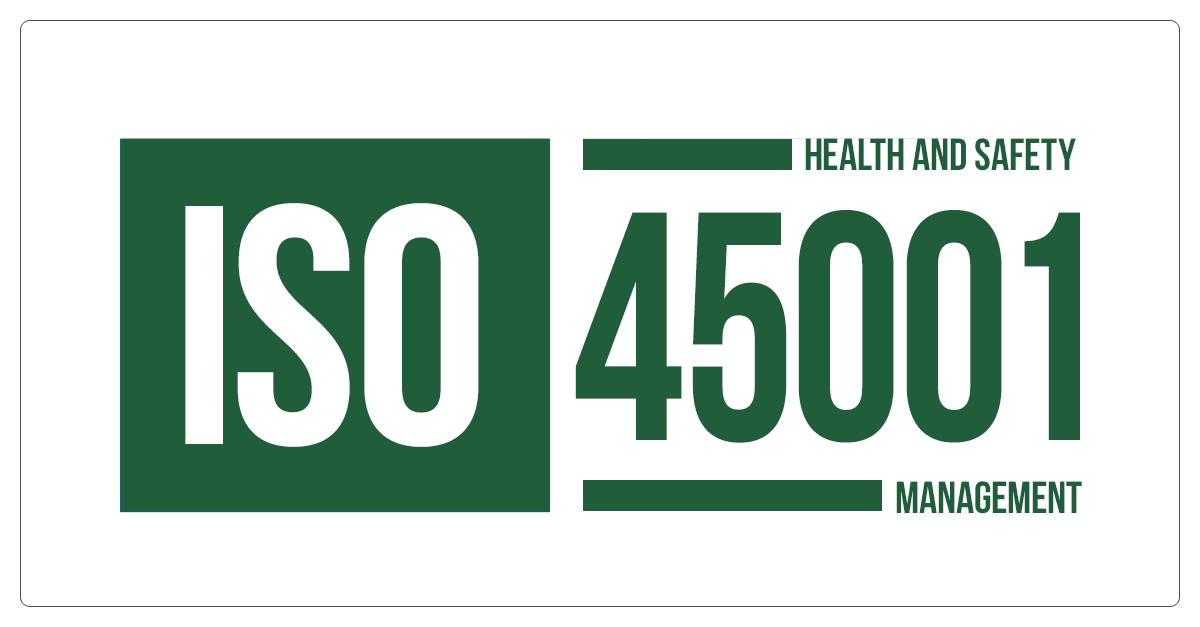 ISO
HEALTH AND SAFETY
45001
MANAGEMENT